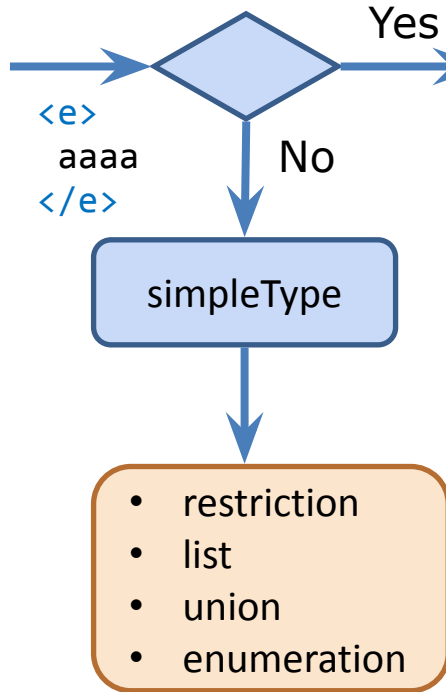 Yes
<e>
aaaa
</e>
No
simpleType
• restriction
• list
• union
• enumeration